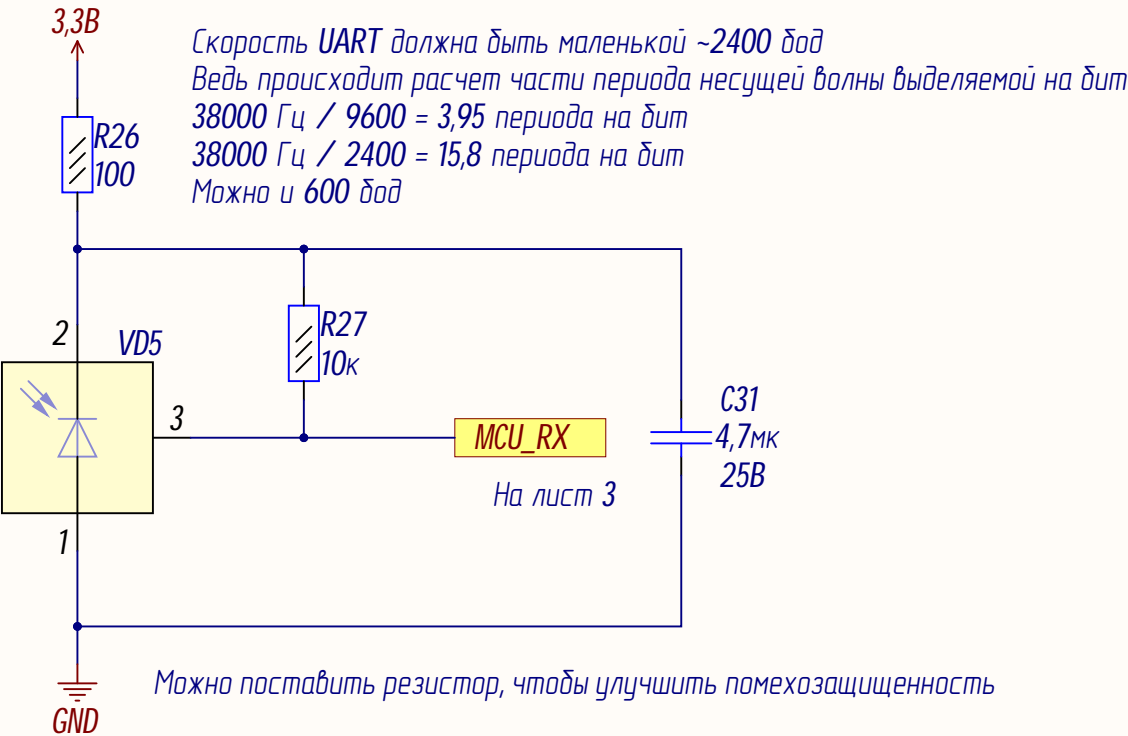 3,3В
Скорость UART должна быть маленькой ~2400 бод
Ведь происходит расчет части периода несущей волны выделяемой на бит
38000 Гц / 9600 = 3,95 периода на бит
38000 Гц / 2400 = 15,8 периода на бит
Можно и 600 бод
R26
100
2
VD5
R27
10к
3
MCU_RX
C31
4,7мк
25В
На лист 3
1
Можно поставить резистор, чтобы улучшить помехозащищенность
GND